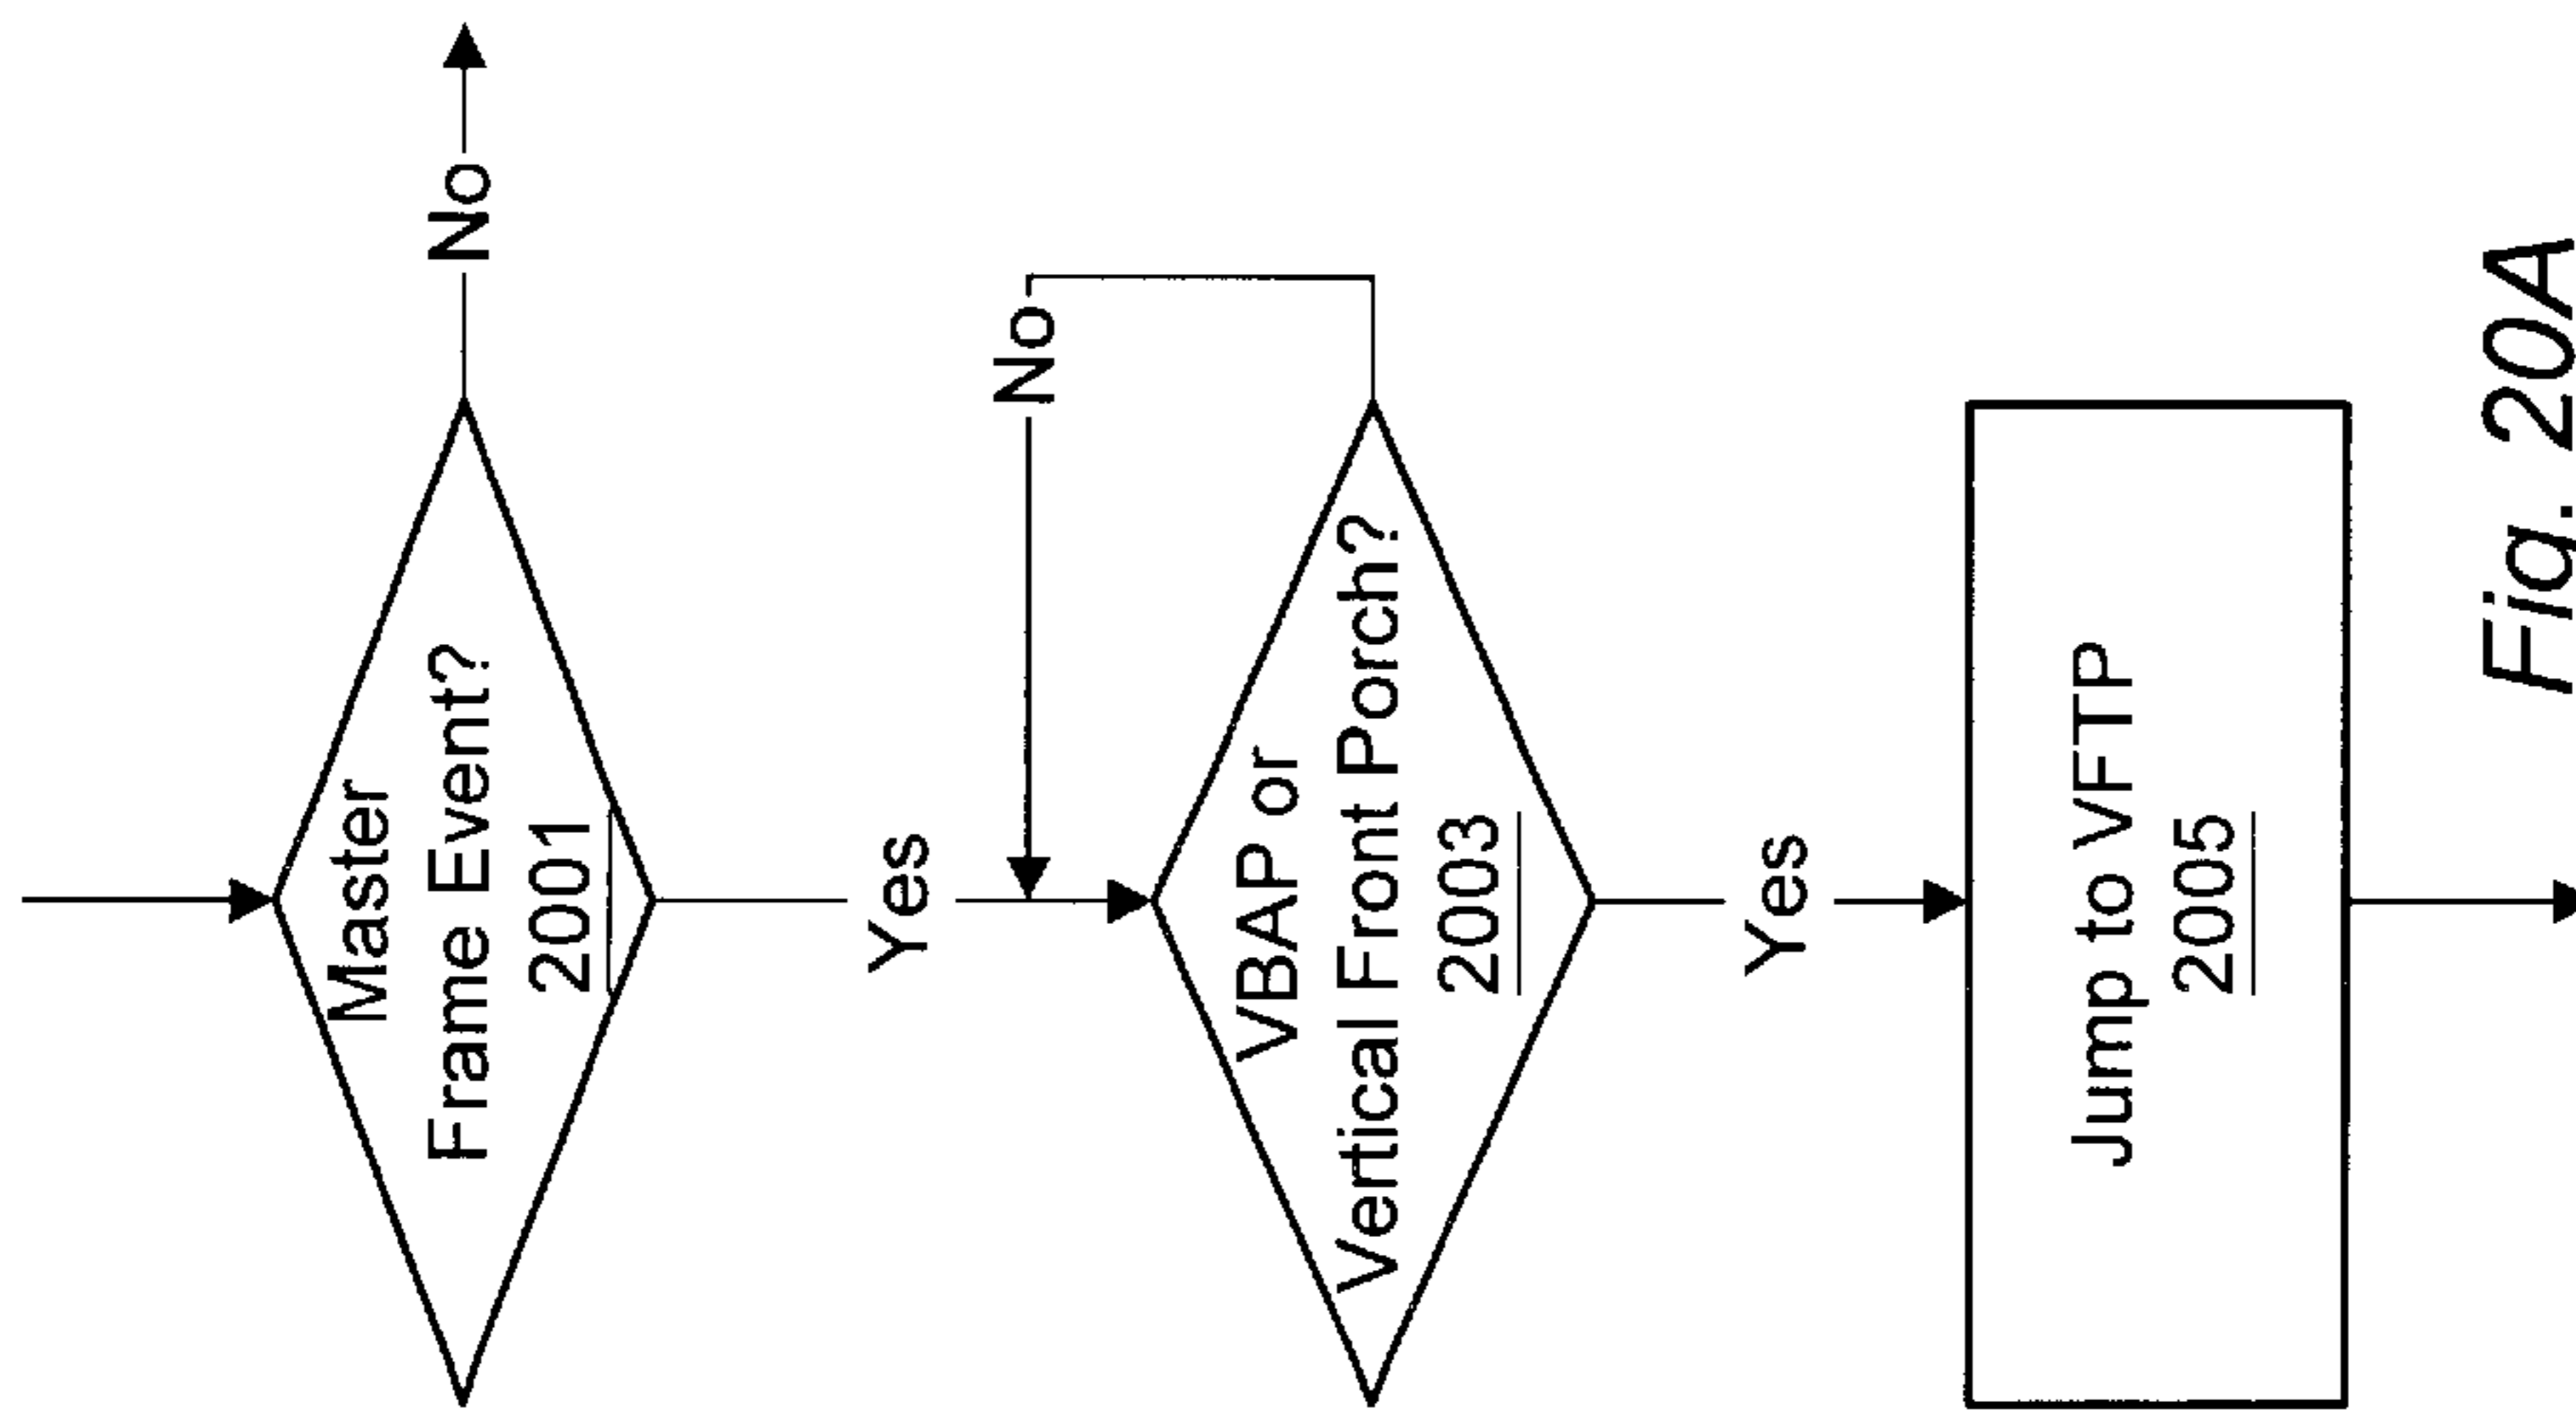 Master
Frame Event?
2001
No
Yes
No
VBAP or
Vertical Front Porch?
2003
Yes
Jump to VFTP
2005
Fig. 20A